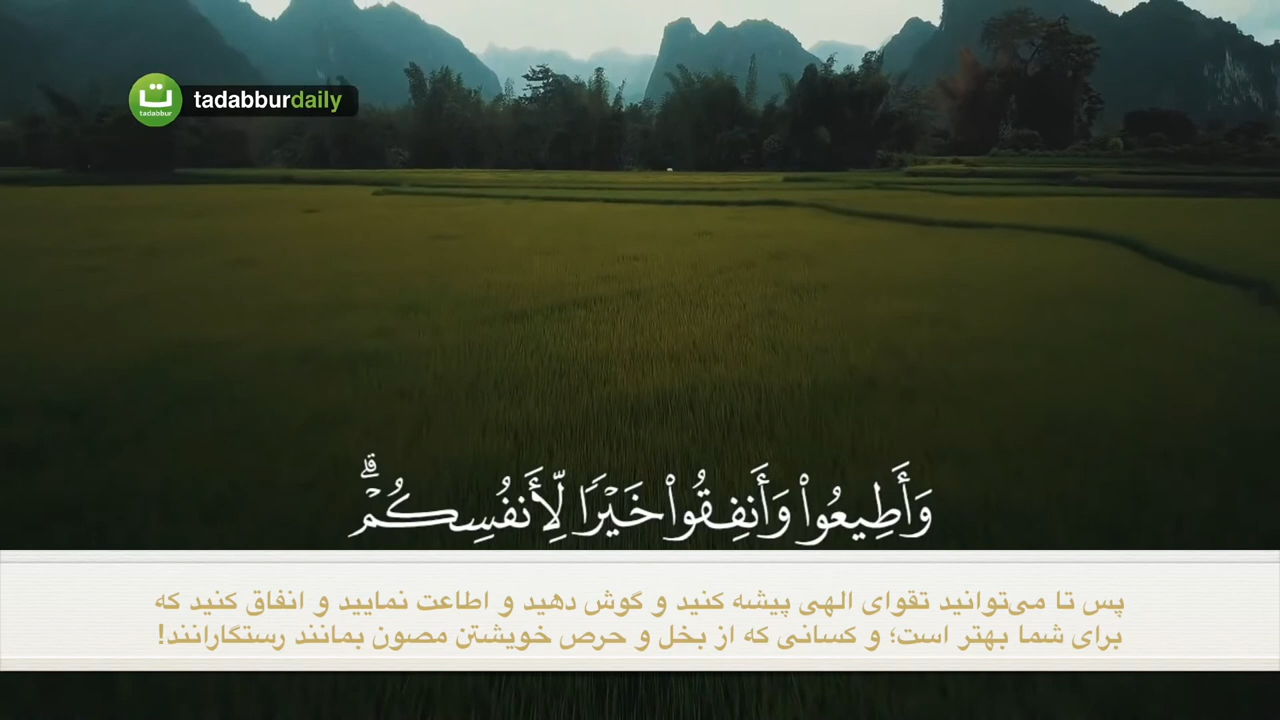 ت
tadabbur
tadabburdaily
وَأَطِيعُوا۟ وَأَنفِقُوا۟ خَيْرًۭا لِّأَنفُسِكُمْ ۗ
پس تا می‌توانید تقوای الهی پیشه کنید و گوش دهید و اطاعت نمایید و انفاق کنید که
برای شما بهتر است؛ و کسانی که از بخل و حرص خویشتن مصون بمانند رستگارانند!